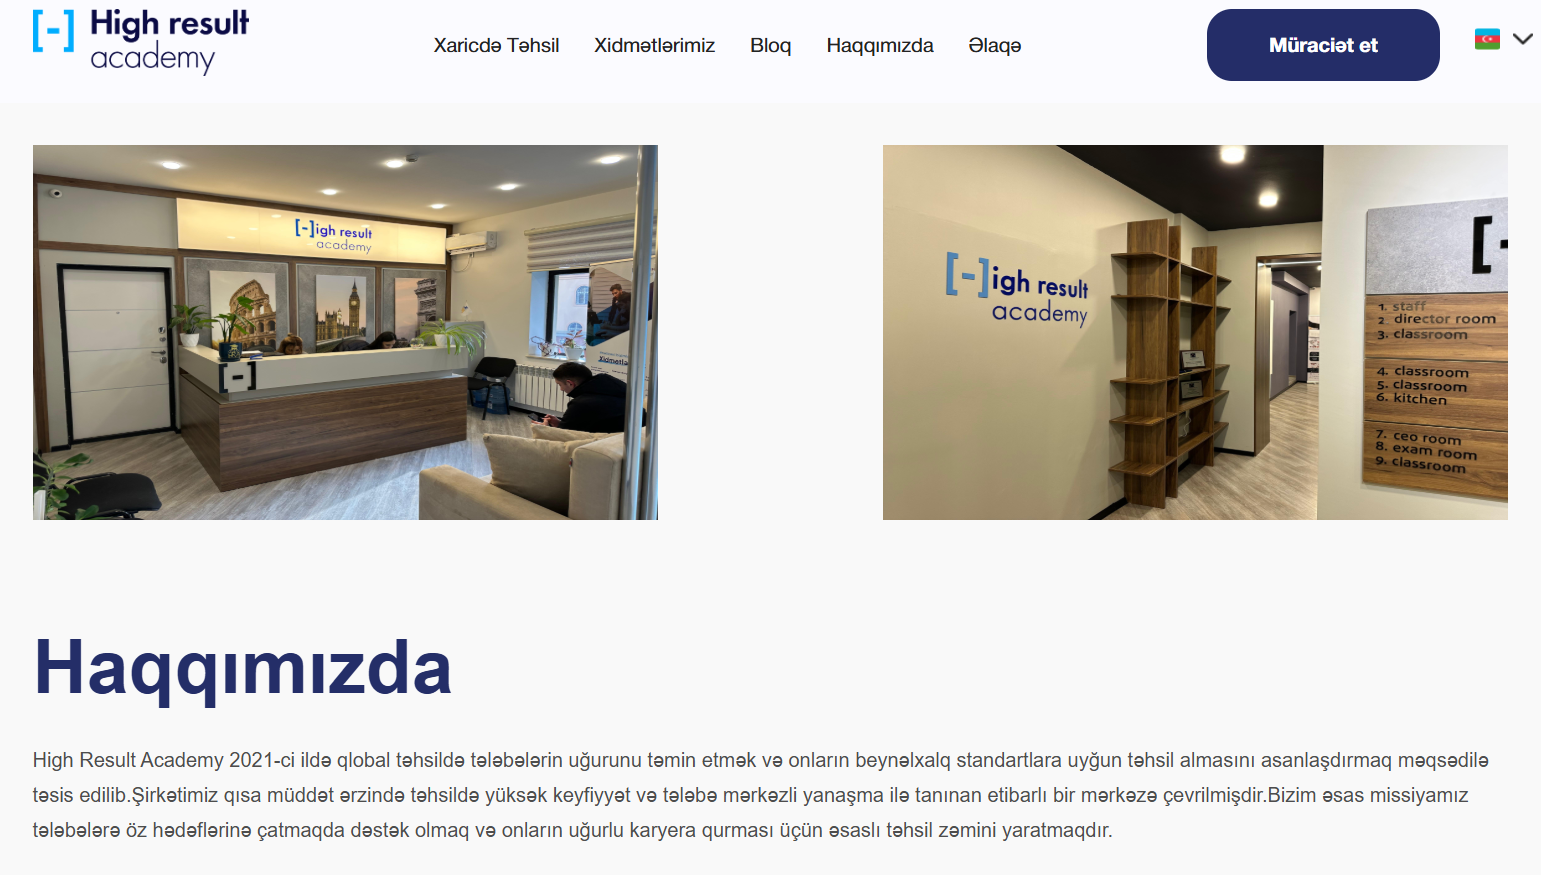 High result
academy
Xaricdə Təhsil
Xidmətlərimiz
Bloq
Haqqımızda
Əlaqə
Müraciət et
[-]igh result
academy
[-]
[-]igh result
academy
[-
1. staff
2 director room
3. classroom
4. classroom
5. classroom
6. kitchen
7. ceo room
8. exam room
9. classroom
Haqqımızda
High Result Academy 2021-ci ildə qlobal təhsildə tələbələrin uğurunu təmin etmək və onların beynəlxalq standartlara uyğun təhsil almasını asanlaşdırmaq məqsədilə
təsis edilib.Şirkətimiz qısa müddət ərzində təhsildə yüksək keyfiyyət və tələbə mərkəzli yanaşma ilə tanınan etibarlı bir mərkəzə çevrilmişdir.Bizim əsas missiyamız
tələbələrə öz hədəflərinə çatmaqda dəstək olmaq və onların uğurlu karyera qurması üçün əsaslı təhsil zəmini yaratmaqdır.